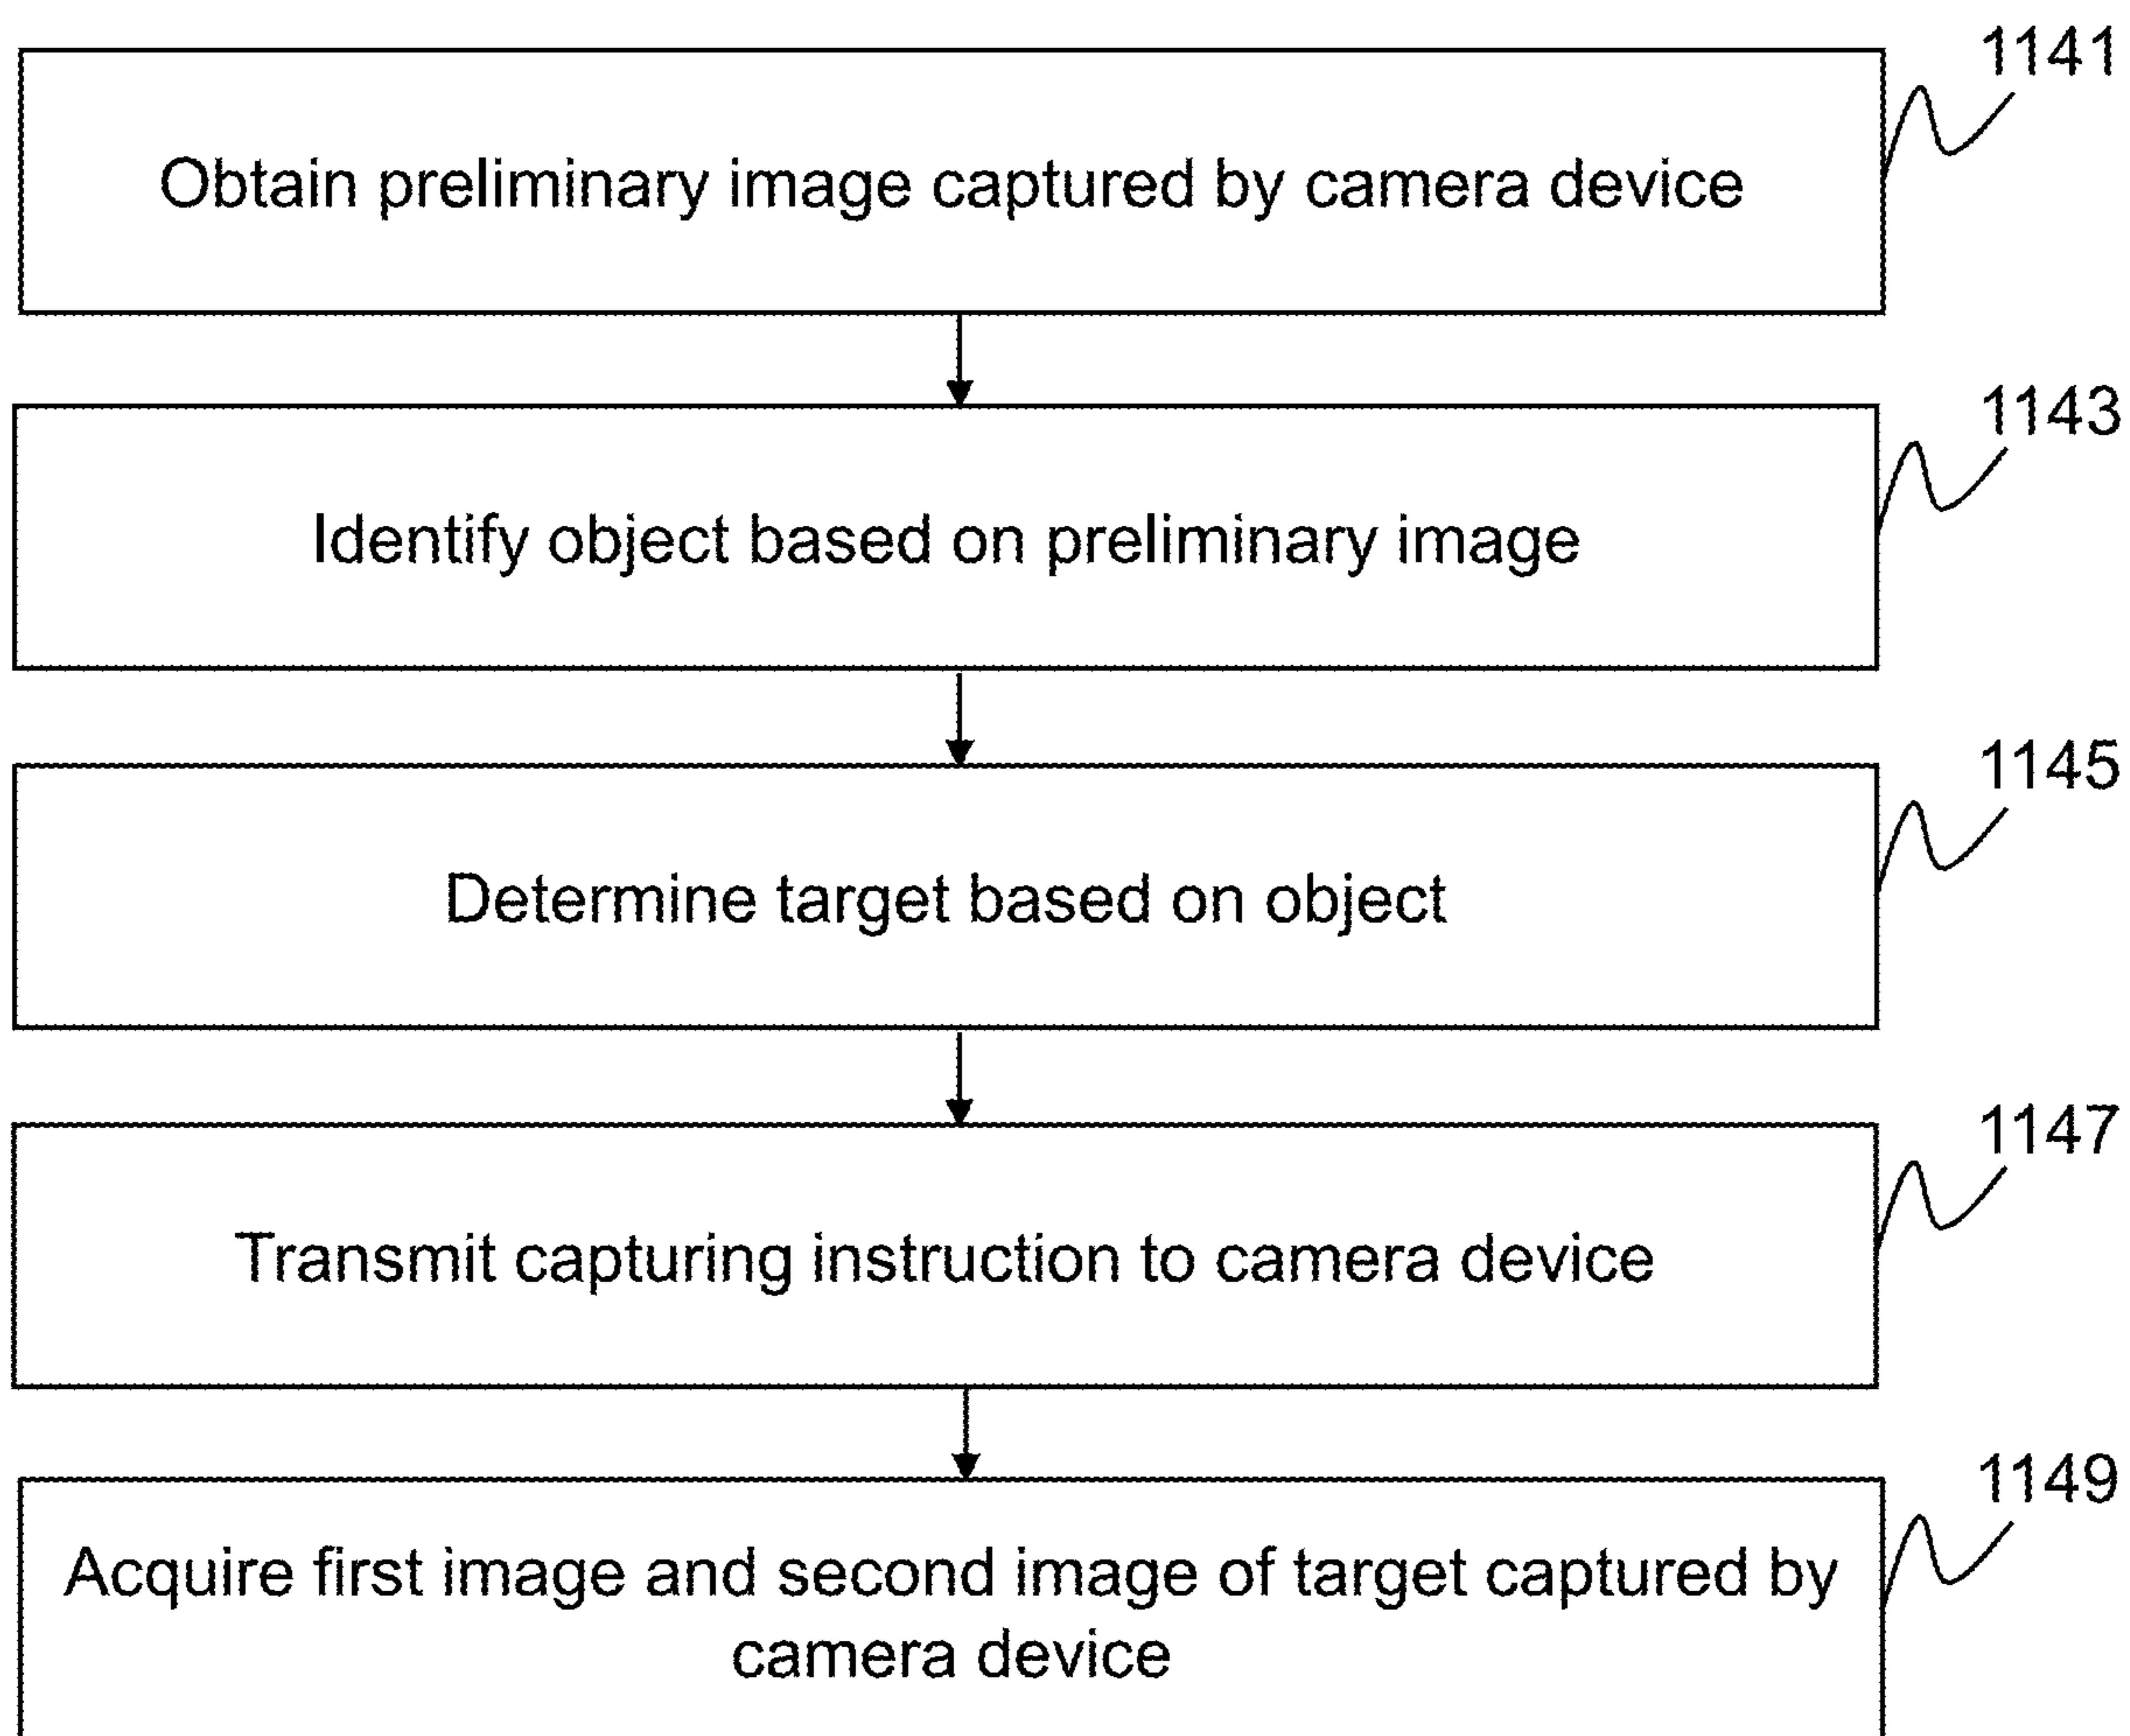 1141
Obtain preliminary image captured by camera device
1143
Identify object based on preliminary image
1145
Determine target based on object
1147
Transmit capturing instruction to camera device
1149
Acquire first image and second image of target captured by
camera device